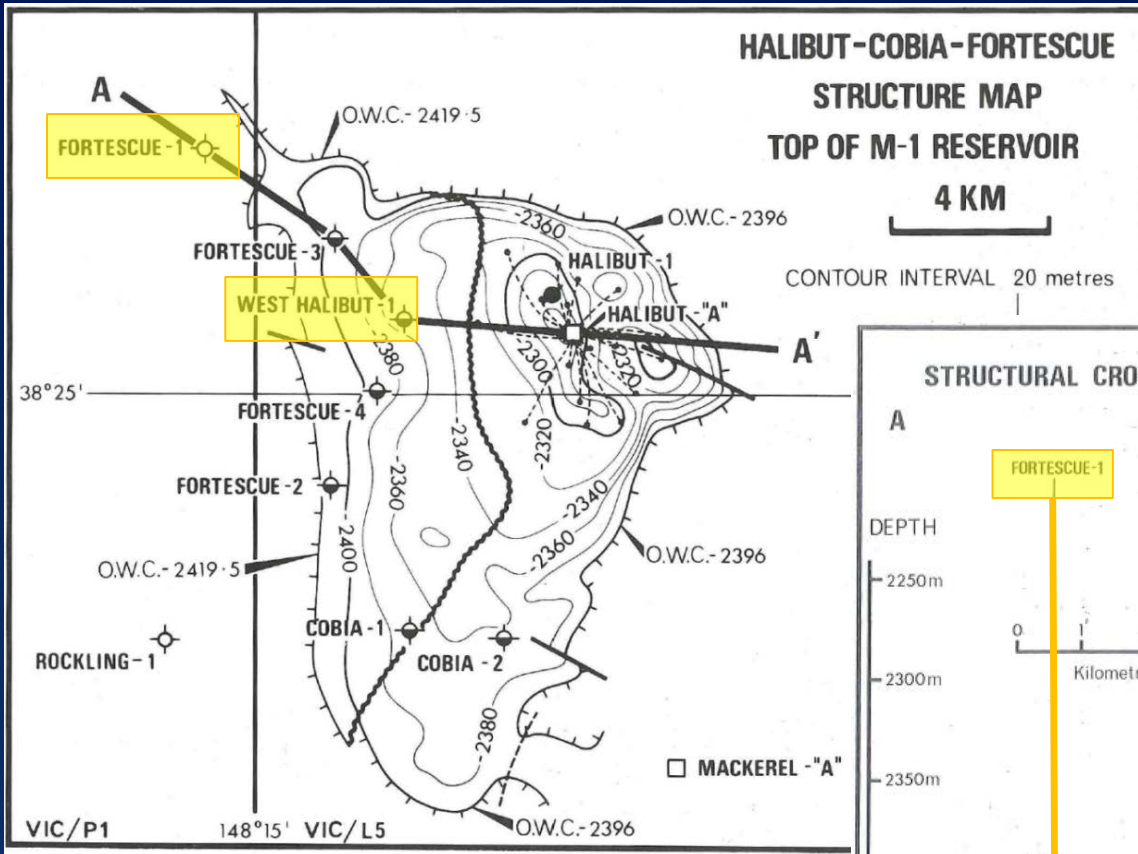 HALIBUT-COBIA-FORTESCUE
STRUCTURE MAP
TOP OF M-1 RESERVOIR
4 KM
CONTOUR INTERVAL 20 metres
A
O.W.C.- 2419·5
FORTESCUE -1
O.W.C.- 2396
-2360
FORTESCUE -3
HALIBUT -1
WEST HALIBUT-1
HALIBUT -"A"
A'
-2380
-2300
-2320
38°25'
FORTESCUE -4
-2320
-2340
FORTESCUE -2
-2360
-2340
-2400
-2360
O.W.C.- 2396
O.W.C.- 2419·5
COBIA -1
COBIA -2
ROCKLING-1
-2380
MACKEREL -"A"
O.W.C.-2396
VIC/P1
148°15'
VIC/L5
STRUCTURAL CRO
A
FORTESCUE-1
DEPTH
2250m
0
1
Kilometr
2300m
2350m